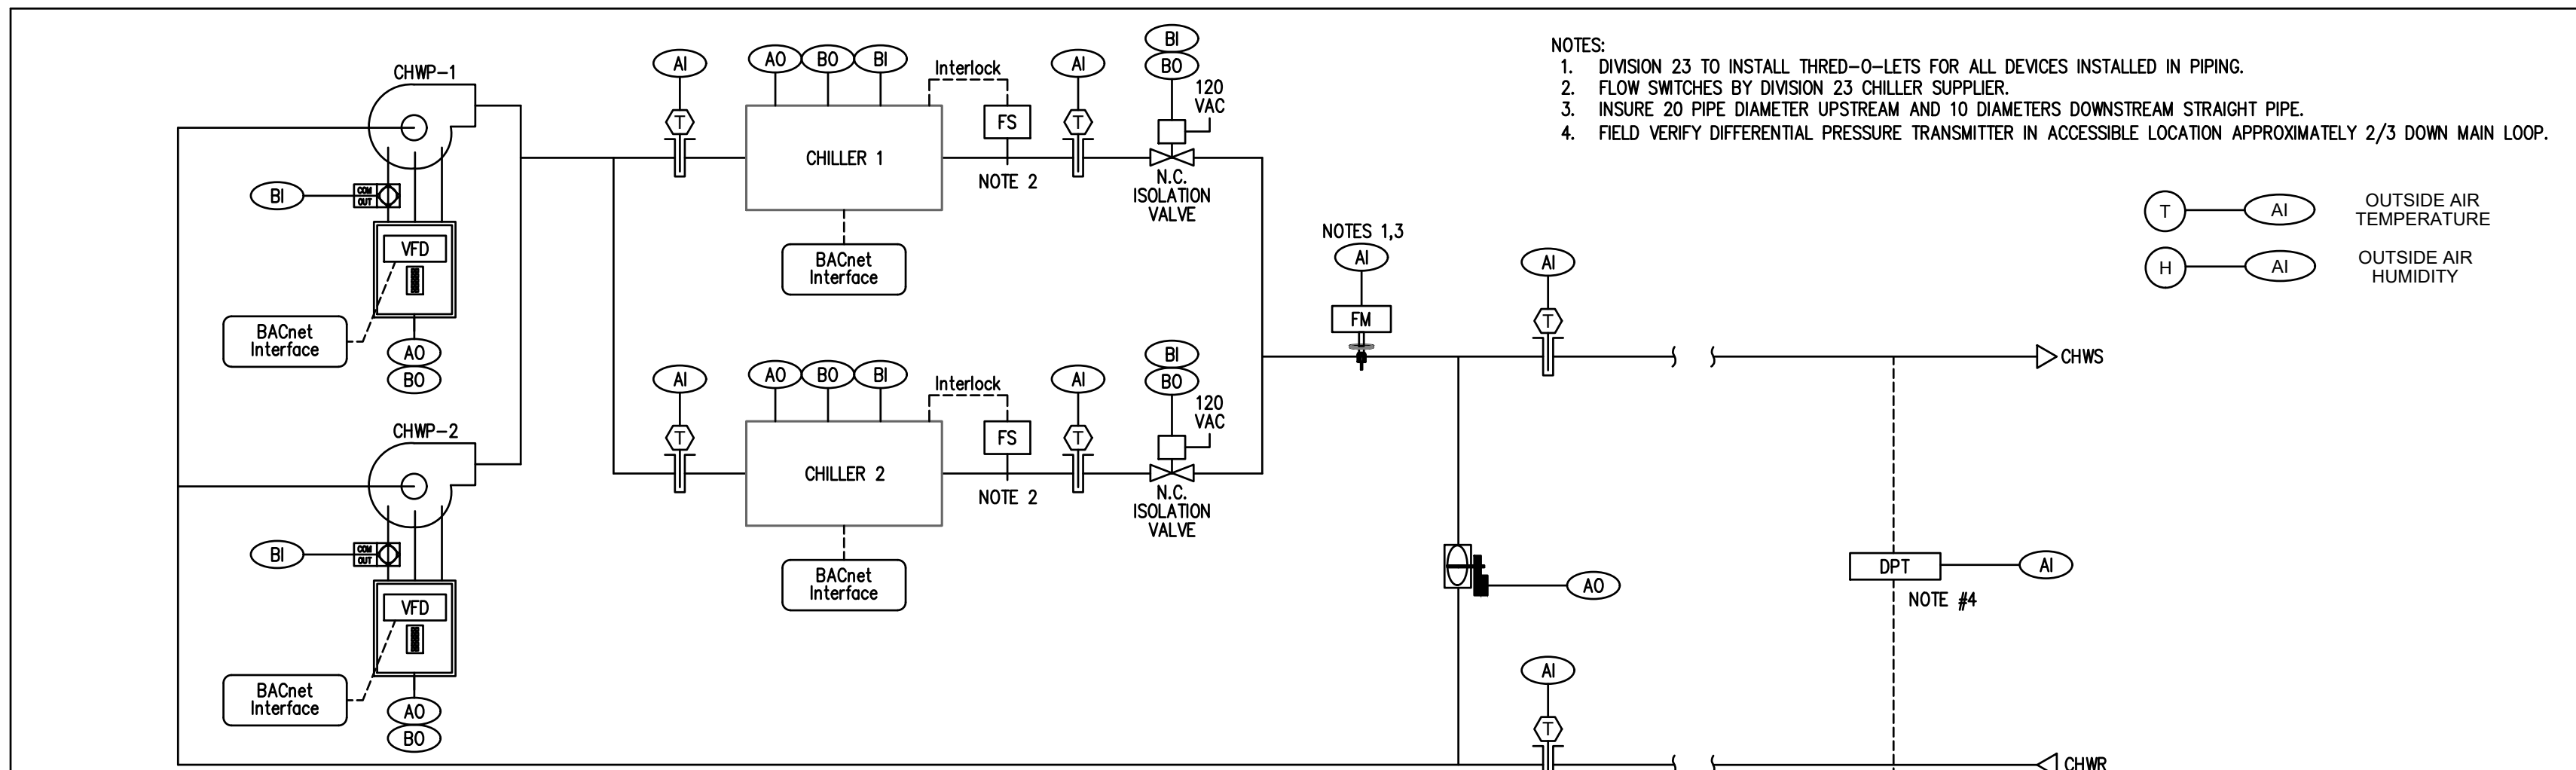 NOTES:
1. DIVISION 23 TO INSTALL THRED-O-LETS FOR ALL DEVICES INSTALLED IN PIPING.
2. FLOW SWITCHES BY DIVISION 23 CHILLER SUPPLIER.
3. INSURE 20 PIPE DIAMETER UPSTREAM AND 10 DIAMETERS DOWNSTREAM STRAIGHT PIPE.
4. FIELD VERIFY DIFFERENTIAL PRESSURE TRANSMITTER IN ACCESSIBLE LOCATION APPROXIMATELY 2/3 DOWN MAIN LOOP.
CHWP-1
BI
COM
OUT
VFD
BACnet
Interface
AO
BO
AI
T
AO
BO
BI
CHILLER 1
BACnet
Interface
Interlock
FS
NOTE 2
AI
T
BI
BO
120
VAC
N.C.
ISOLATION
VALVE
T
AI
OUTSIDE AIR
TEMPERATURE
H
AI
OUTSIDE AIR
HUMIDITY
NOTES 1,3
AI
FM
AI
T
CHWS
CHWP-2
BI
COM
OUT
VFD
BACnet
Interface
AO
BO
AI
T
AO
BO
BI
CHILLER 2
BACnet
Interface
Interlock
FS
NOTE 2
AI
T
BI
BO
120
VAC
N.C.
ISOLATION
VALVE
AO
DPT
AI
NOTE #4
AI
T
CHWR